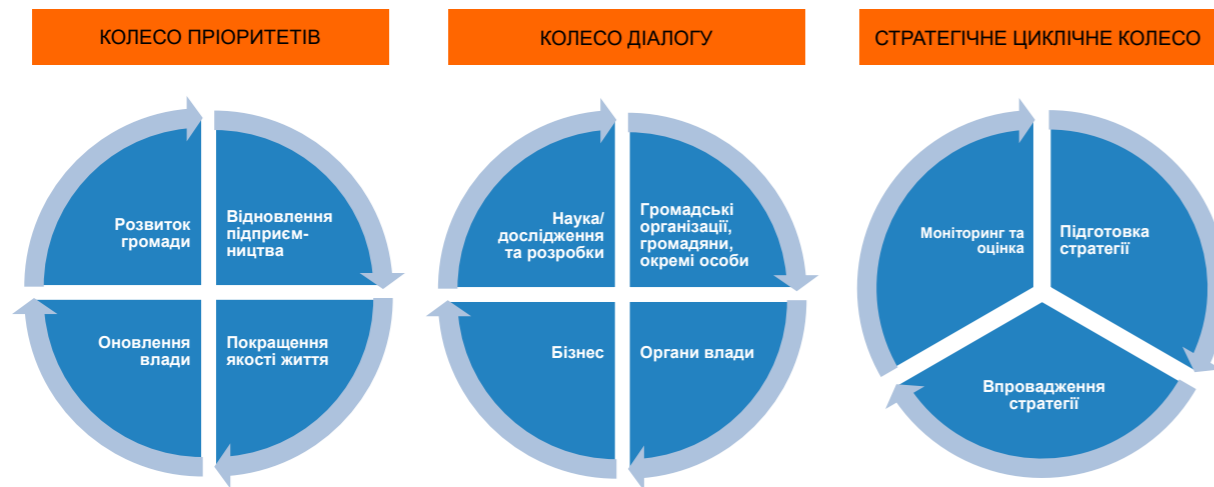 КОЛЕСО ПРІОРИТЕТІВ
КОЛЕСО ДІАЛОГУ
СТРАТЕГІЧНЕ ЦИКЛІЧНЕ КОЛЕСО
Розвиток
громади
Відновлення
підприєм-
ництва
Оновлення
влади
Покращення
якості життя
Наука/
дослідження
та розробки
Громадські
організації,
громадяни,
окремі особи
Бізнес
Органи влади
Моніторинг та
оцінка
Підготовка
стратегії
Впровадження
стратегії